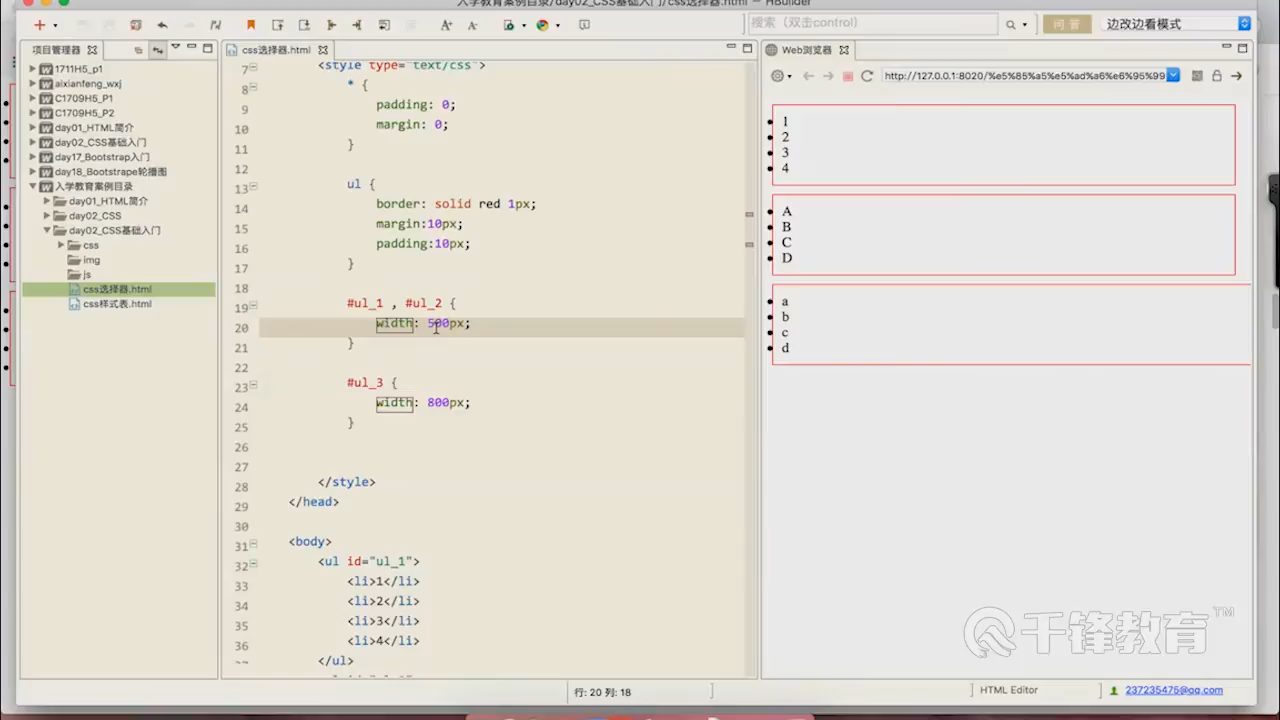 入学教育案例目录/day02_CSS基础入门/css选择器.html — HBuilder
搜索（双击control）
问 答
边改边看模式
项目管理器
1711H5_p1
aixianfeng_wxj
C1709H5_P1
C1709H5_P2
day01_HTML简介
day02_CSS基础入门
day17_Bootstrap入门
day18_Bootstrape轮播图
入学教育案例目录
day01_HTML简介
day02_CSS
day02_CSS基础入门
css
img
js
css选择器.html
css样式表.html
css选择器.html
7 <style type="text/css">
8 * {
9 padding: 0;
10 margin: 0;
11 }
12
13 ul {
14 border: solid red 1px;
15 margin:10px;
16 padding:10px;
17 }
18
19 #ul_1 , #ul_2 {
20 width: 500px;
21 }
22
23 #ul_3 {
24 width: 800px;
25 }
26
27
28 </style>
29 </head>
30
31 <body>
32 <ul id="ul_1">
33 <li>1</li>
34 <li>2</li>
35 <li>3</li>
36 <li>4</li>
</ul>
Web浏览器
http://127.0.0.1:8020/%e5%85%a5%e5%ad%a6%e6%95%99
1
2
3
4
A
B
C
D
a
b
c
d
千锋教育™
行: 20 列: 18
HTML Editor
237235475@qq.com